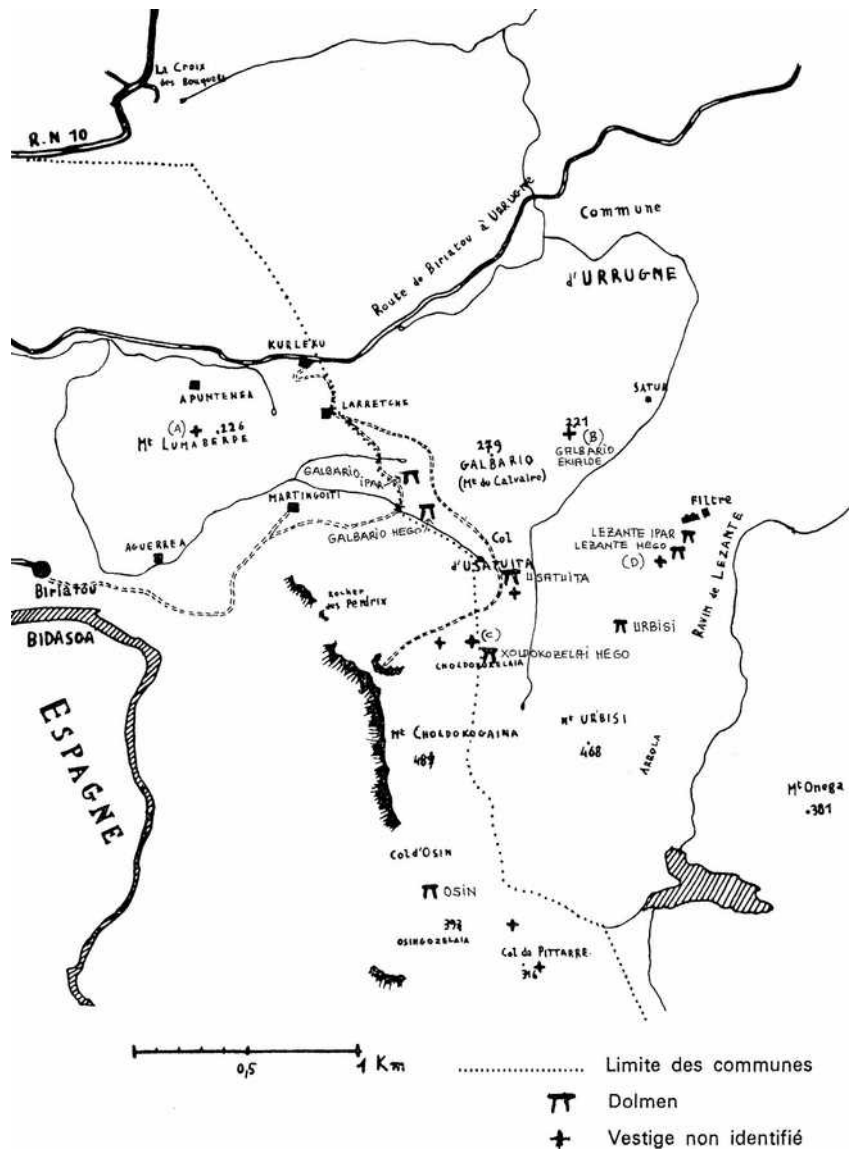 La Croix
des Bouquets
R.N 10
Route de Biriatou à URRUGNE
Commune
d'URRUGNE
KURLEKU
APUNTENEA
SATUR
LARRETCHE
(A)
.226
Mt LUMABERDE
221
(B)
GALBARIO
EKIALDE
279
GALBARIO
(Mt du Calvaire)
GALBARIO
iPAR
MARTINGOITI
GALBARIO HEGO
Filtre
LEZANTE IPAR
LEZANTE HEGO
(D)
RAVIN DE LEZANTE
Col
d'USATUITA
USATUITA
AGUERREA
Biriatou
BIDASOA
ESPAGNE
Rocher
des Perdrix
URBISI
(C)
XOLDOKOZELAI HEGO
CHOLDOKOZELAIA
Mt CHOLDOKOGAINA
Mt URBISI
468
ARROLA
Mt Onega
.381
Col d'OSIN
OSIN
OSINGOZELAIA
Col de PITTARRE
316
0,5
1 Km
Limite des communes
Dolmen
Vestige non identifié